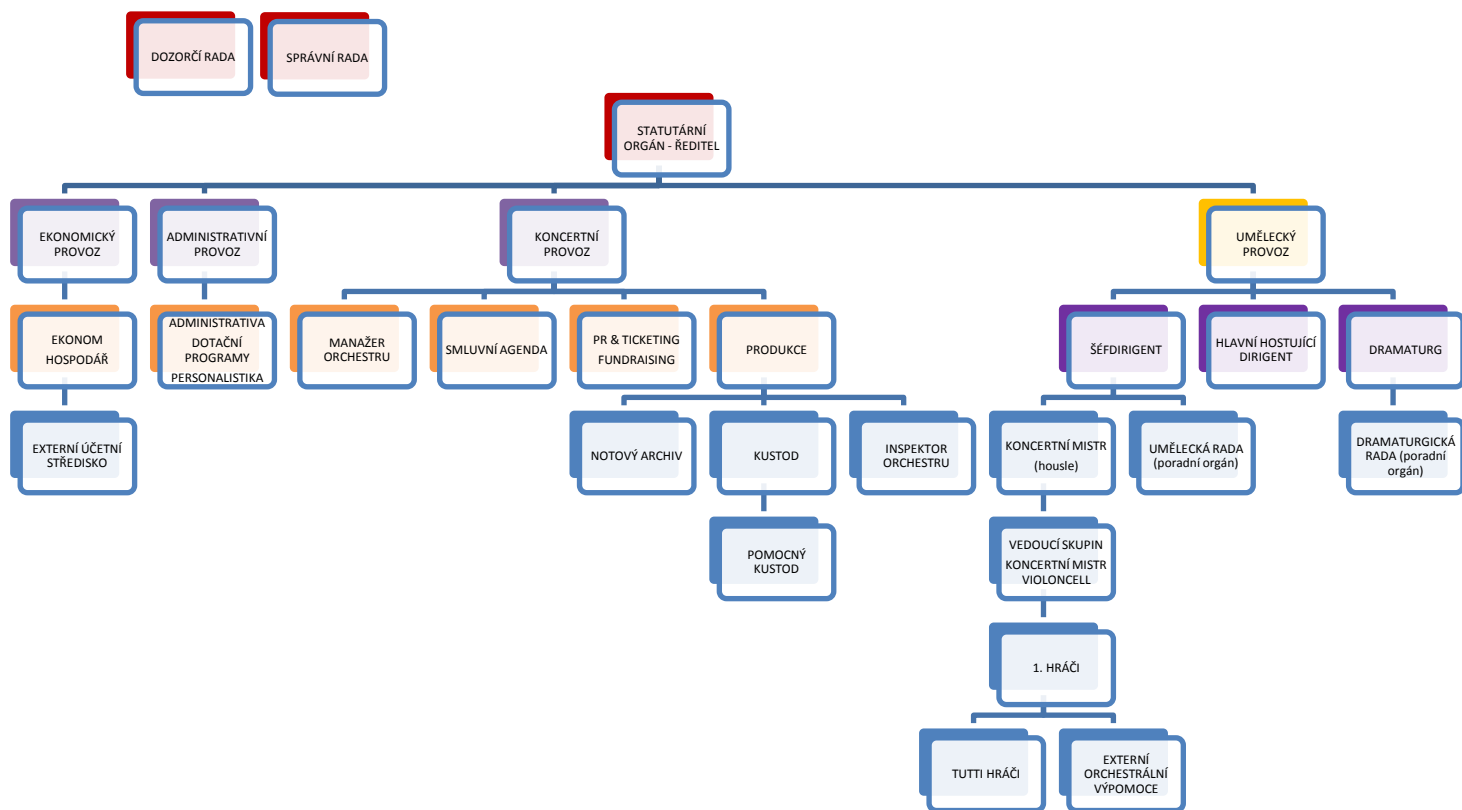 DOZORČÍ RADA
SPRÁVNÍ RADA
STATUTÁRNÍ
ORGÁN - ŘEDITEL
EKONOMICKÝ
PROVOZ
ADMINISTRATIVNÍ
PROVOZ
KONCERTNÍ
PROVOZ
UMĚLECKÝ
PROVOZ
EKONOM
HOSPODÁŘ
ADMINISTRATIVA
DOTAČNÍ
PROGRAMY
PERSONALISTIKA
MANAŽER
ORCHESTRU
SMLUVNÍ AGENDA
PR & TICKETING
FUNDRAISING
PRODUKCE
ŠÉFDIRIGENT
HLAVNÍ HOSTUJÍCÍ
DIRIGENT
DRAMATURG
EXTERNÍ ÚČETNÍ
STŘEDISKO
NOTOVÝ ARCHIV
KUSTOD
INSPEKTOR
ORCHESTRU
KONCERTNÍ MISTR
(housle)
UMĚLECKÁ RADA
(poradní orgán)
DRAMATURGICKÁ
RADA (poradní
orgán)
POMOCNÝ
KUSTOD
VEDOUCÍ SKUPIN
KONCERTNÍ MISTR
VIOLONCELL
1. HRÁČI
TUTTI HRÁČI
EXTERNÍ
ORCHESTRÁLNÍ
VÝPOMOCE